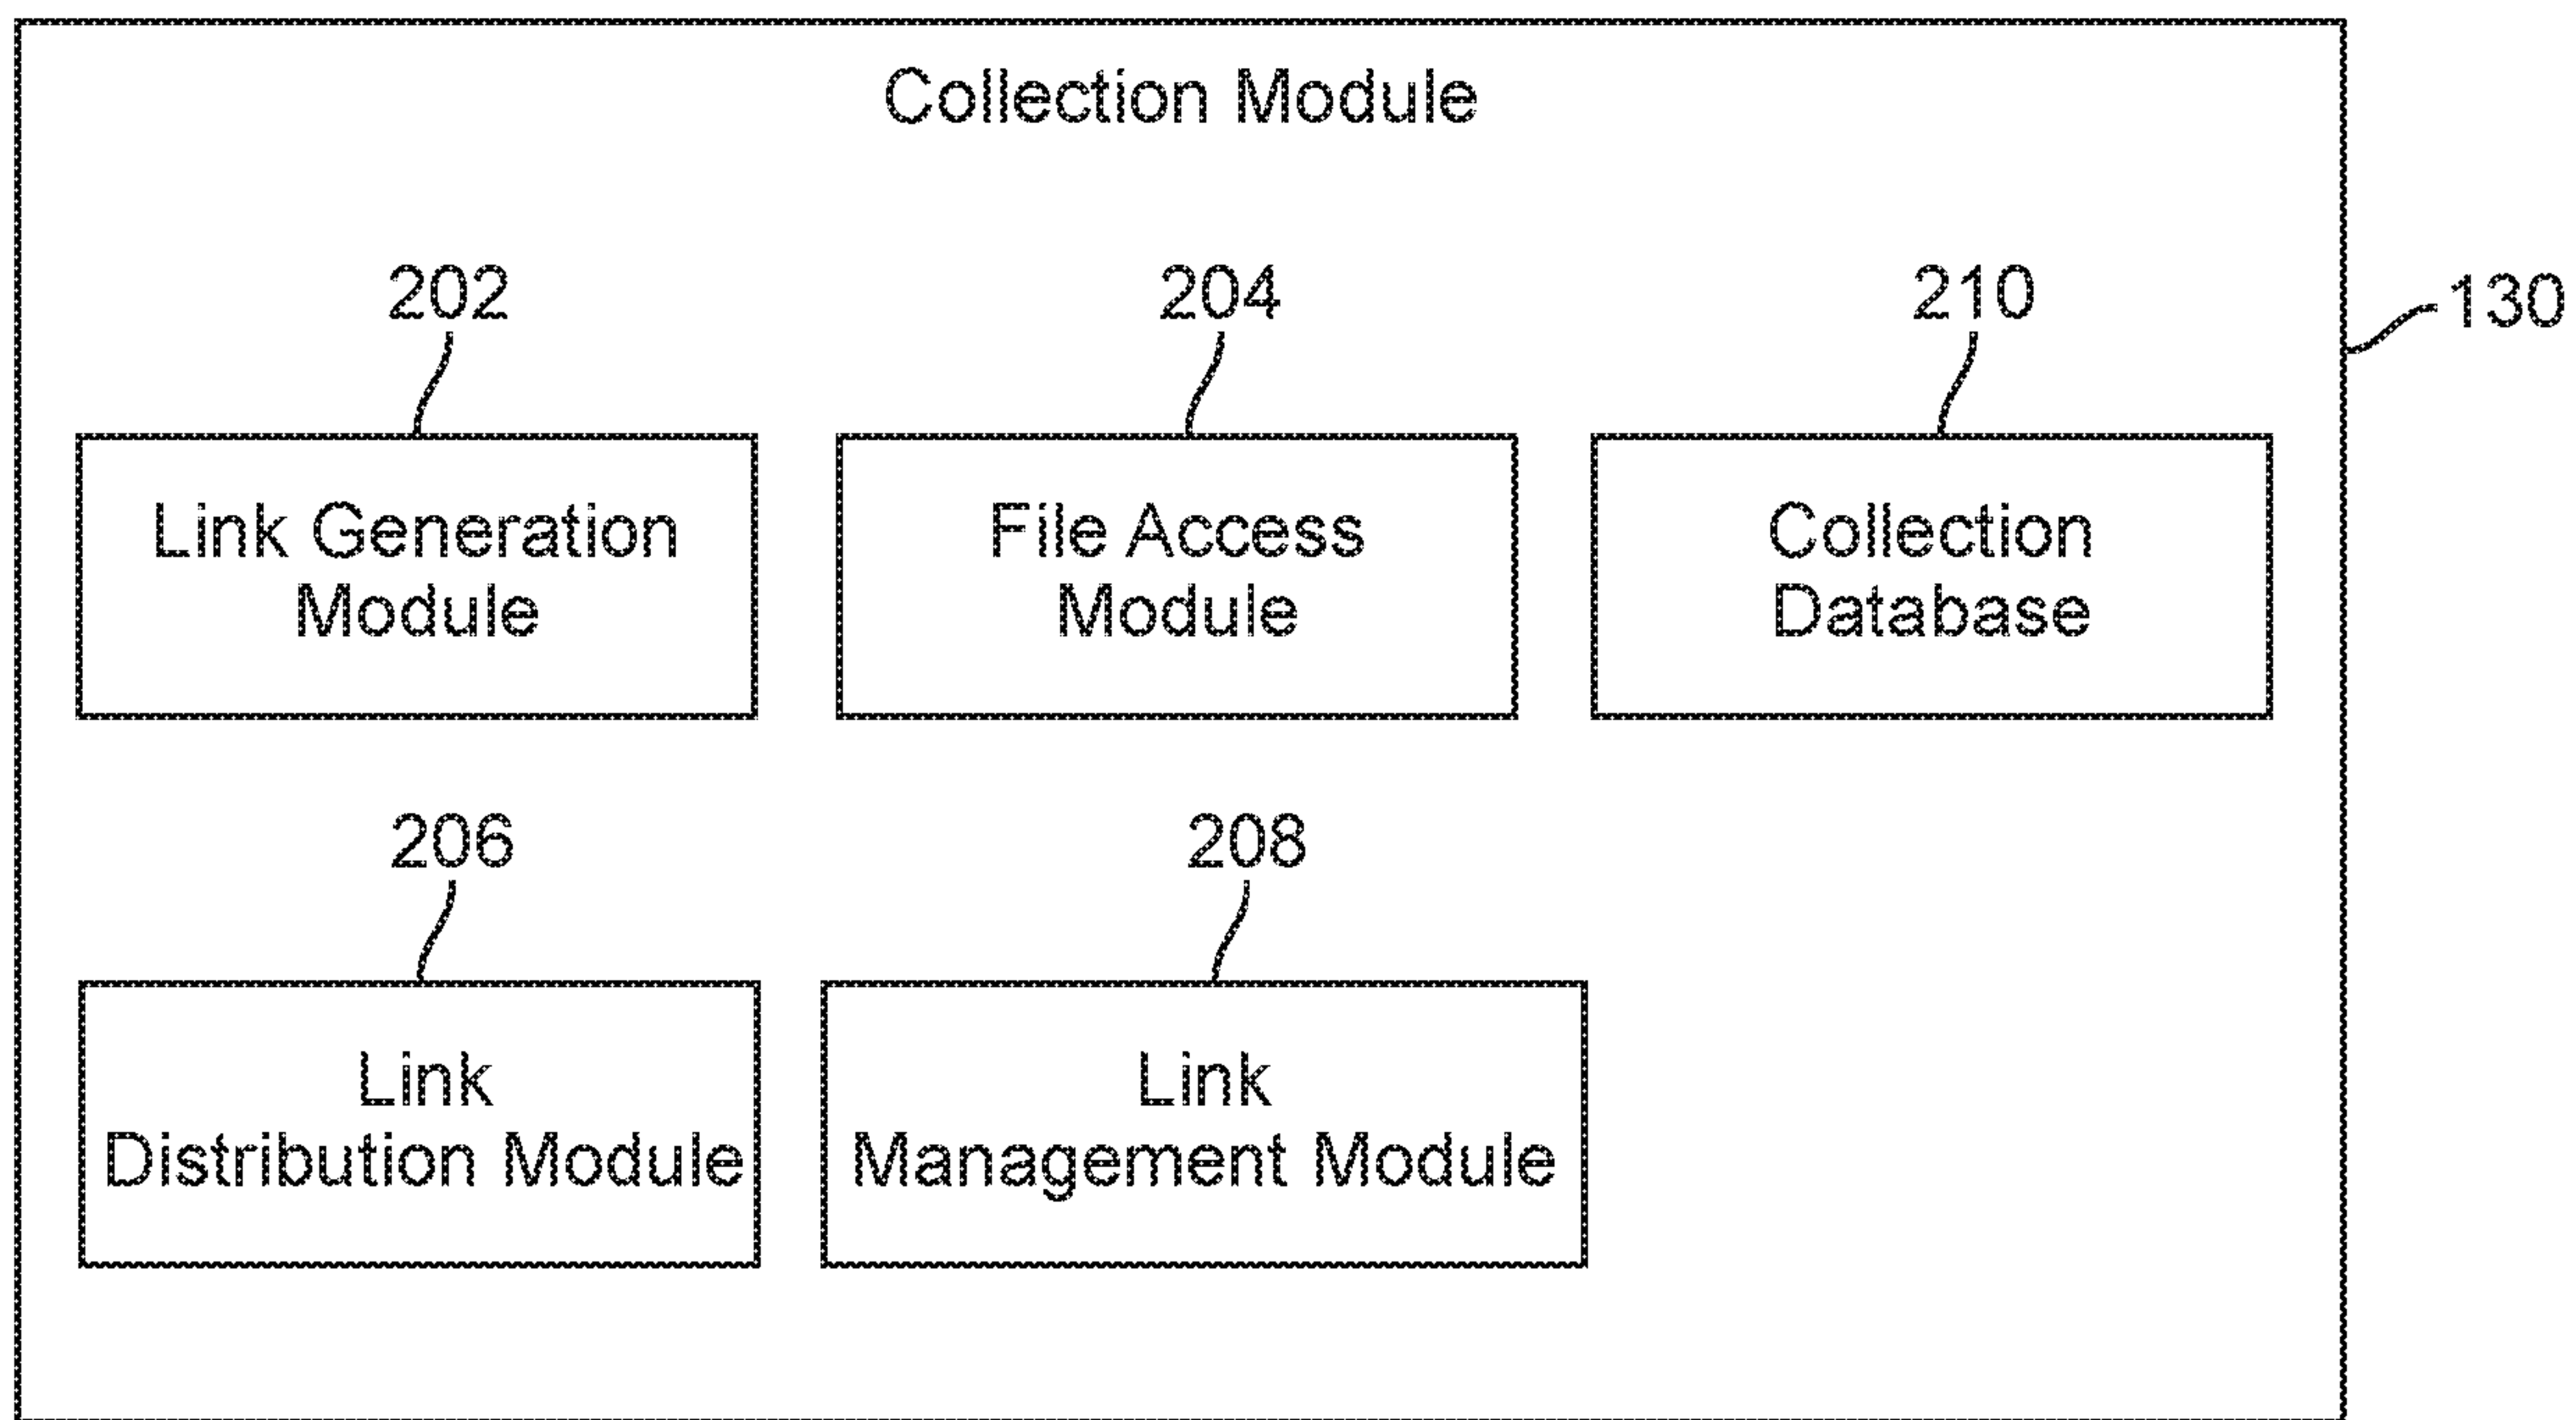 Collection Module
202
204
210
130
Link Generation
Module
File Access
Module
Collection
Database
206
208
Link
Distribution Module
Link
Management Module